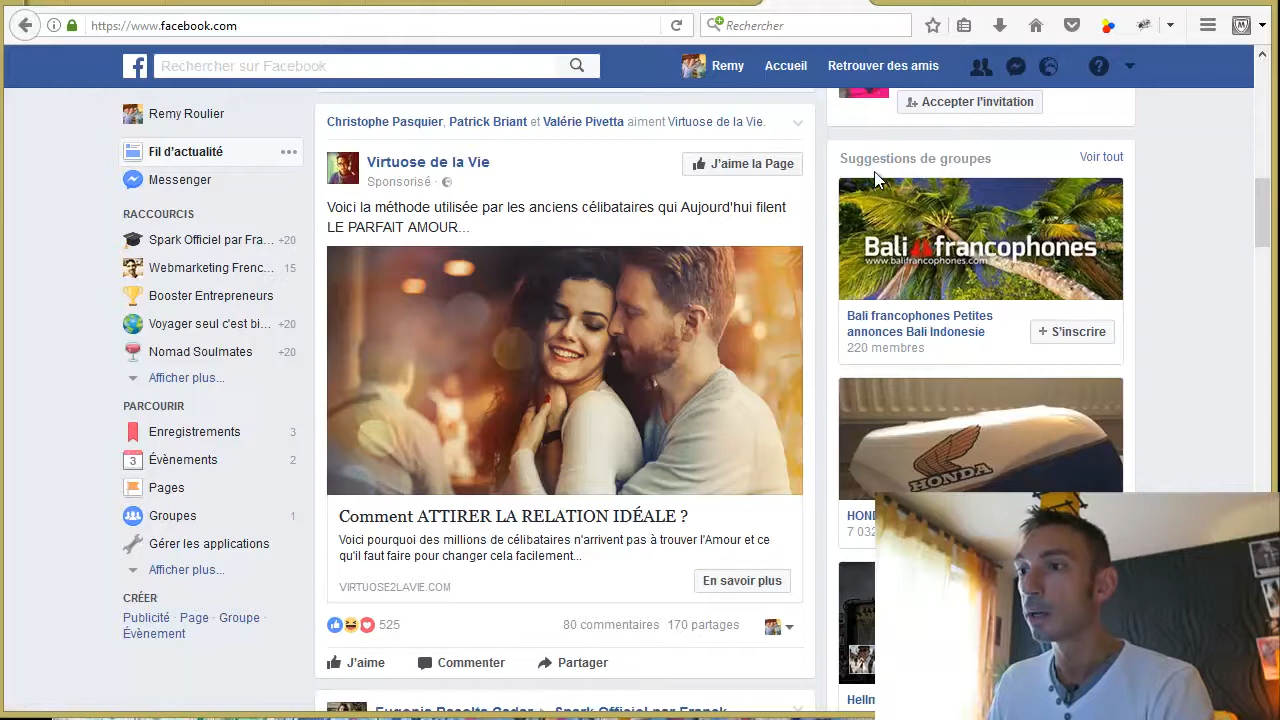 https://www.facebook.com
Rechercher
Rechercher sur Facebook
Remy
Accueil
Retrouver des amis
Remy Roulier
Fil d'actualité
Messenger
RACCOURCIS
Spark Officiel par Fra... +20
Webmarketing Frenc... 15
Booster Entrepreneurs
Voyager seul c'est bi... +20
Nomad Soulmates +20
Afficher plus...
PARCOURIR
Enregistrements 3
3 Évènements 2
Pages
Groupes 1
Gérer les applications
Afficher plus...
CRÉER
Publicité · Page · Groupe ·
Évènement
Christophe Pasquier, Patrick Briant et Valérie Pivetta aiment Virtuose de la Vie.
Virtuose de la Vie
J'aime la Page
Sponsorisé ·
Voici la méthode utilisée par les anciens célibataires qui Aujourd'hui filent
LE PARFAIT AMOUR...
Comment ATTIRER LA RELATION IDÉALE ?
Voici pourquoi des millions de célibataires n'arrivent pas à trouver l'Amour et ce
qu'il faut faire pour changer cela facilement...
VIRTUOSE2LAVIE.COM
En savoir plus
525
80 commentaires 170 partages
J'aime
Commenter
Partager
Accepter l'invitation
Suggestions de groupes
Voir tout
Bali francophones
www.balifrancophones.com
Bali francophones Petites
annonces Bali Indonesie
220 membres
+ S'inscrire
HONDA
HOND
7 032
Hellm